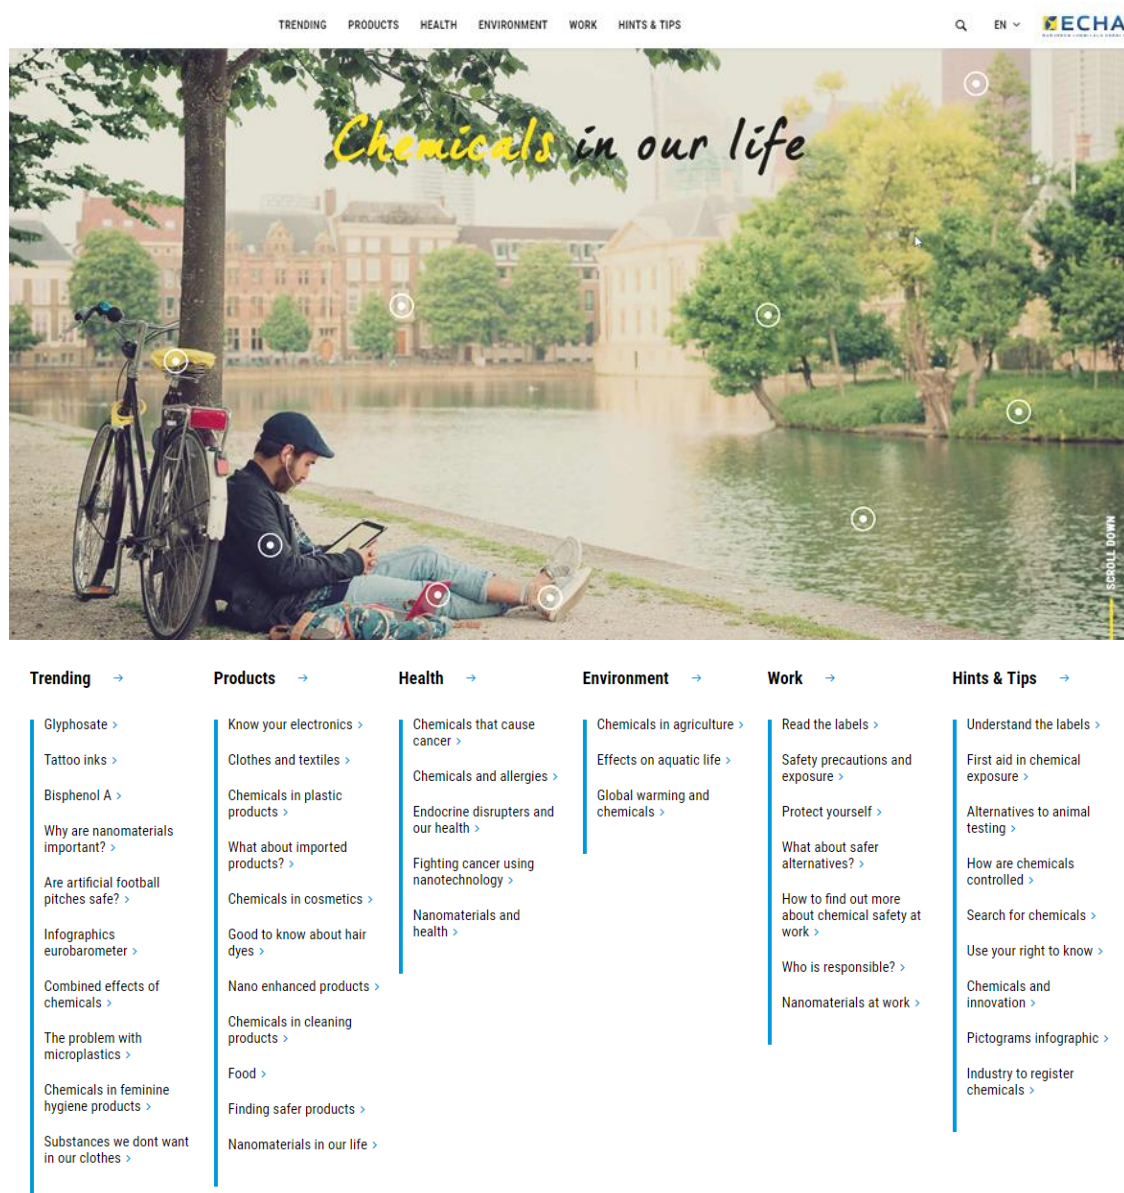 TRENDING PRODUCTS HEALTH ENVIRONMENT WORK HINTS & TIPS EN ECHA
Chemicals in our life
SCROLL DOWN
Trending
Glyphosate
Tattoo inks
Bisphenol A
Why are nanomaterials
important?
Are artificial football
pitches safe?
Infographics
eurobarometer
Combined effects of
chemicals
The problem with
microplastics
Chemicals in feminine
hygiene products
Substances we dont want
in our clothes
Products
Know your electronics
Clothes and textiles
Chemicals in plastic
products
What about imported
products?
Chemicals in cosmetics
Good to know about hair
dyes
Nano enhanced products
Chemicals in cleaning
products
Food
Finding safer products
Nanomaterials in our life
Health
Chemicals that cause
cancer
Chemicals and allergies
Endocrine disrupters and
our health
Fighting cancer using
nanotechnology
Nanomaterials and
health
Environment
Chemicals in agriculture
Effects on aquatic life
Global warming and
chemicals
Work
Read the labels
Safety precautions and
exposure
Protect yourself
What about safer
alternatives?
How to find out more
about chemical safety at
work
Who is responsible?
Nanomaterials at work
Hints & Tips
Understand the labels
First aid in chemical
exposure
Alternatives to animal
testing
How are chemicals
controlled
Search for chemicals
Use your right to know
Chemicals and
innovation
Pictograms infographic
Industry to register
chemicals